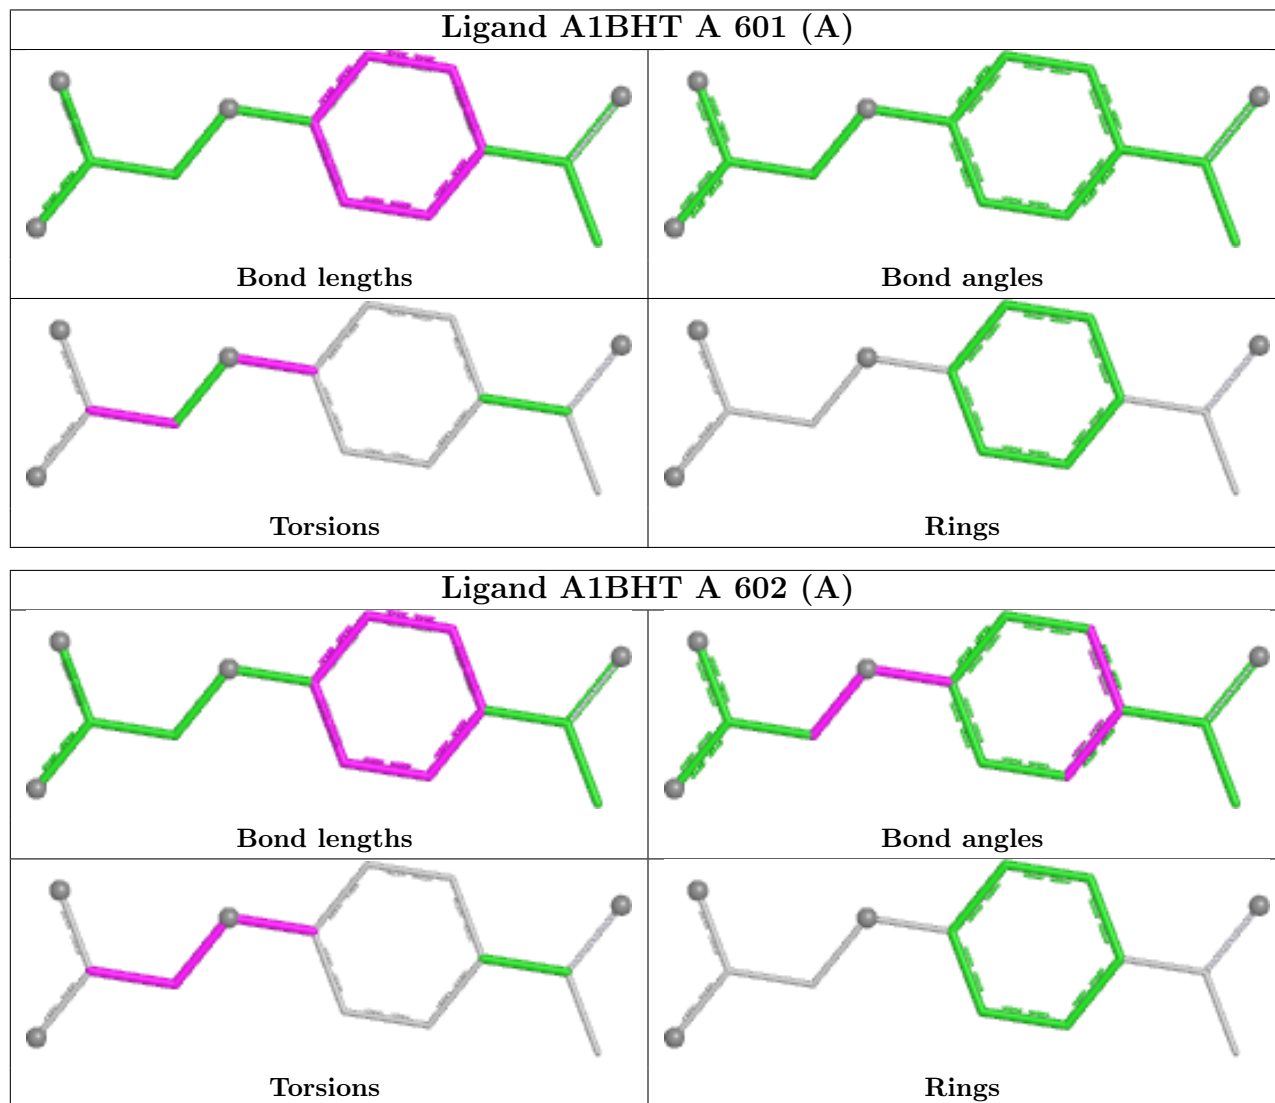 Ligand A1BHT A 601 (A)
Bond lengths
Bond angles
Torsions
Rings
Ligand A1BHT A 602 (A)
Bond lengths
Bond angles
Torsions
Rings